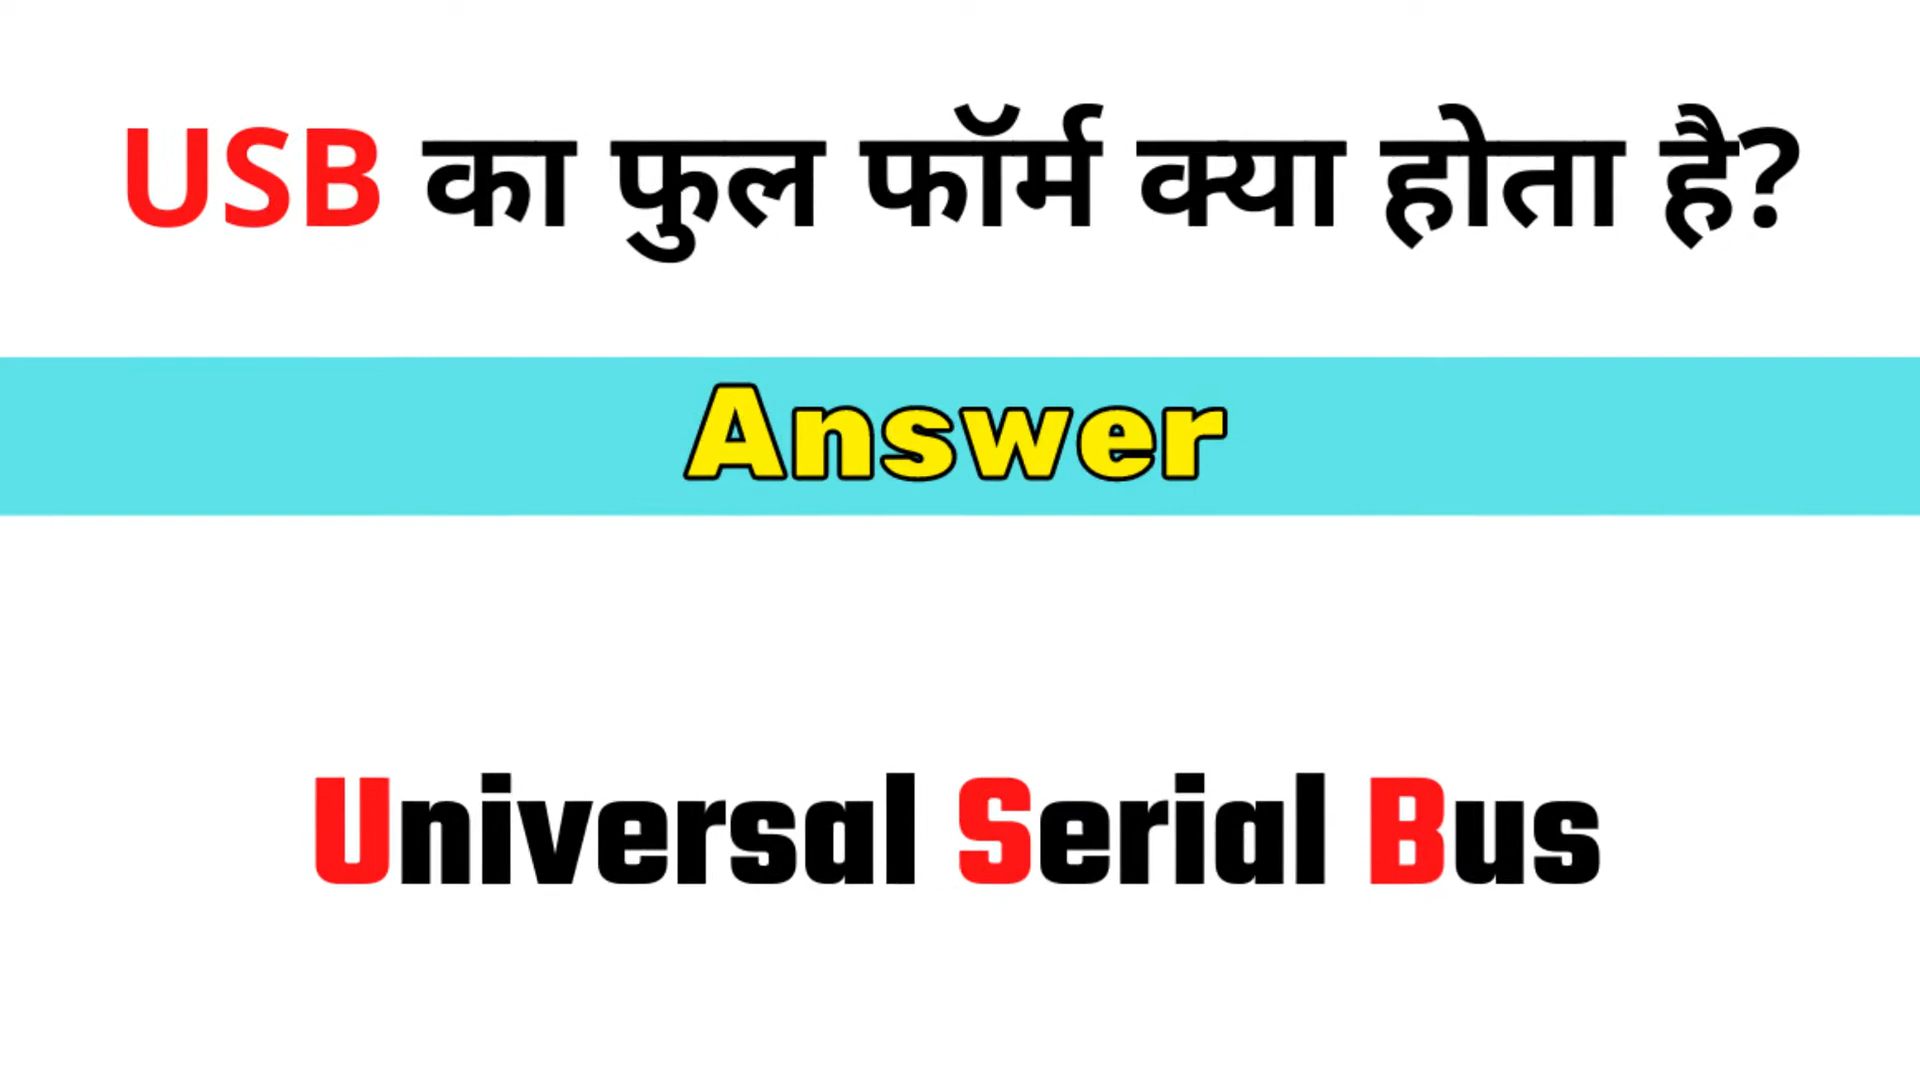 USB का फुल फॉर्म क्या होता है?
Answer
Universal Serial Bus